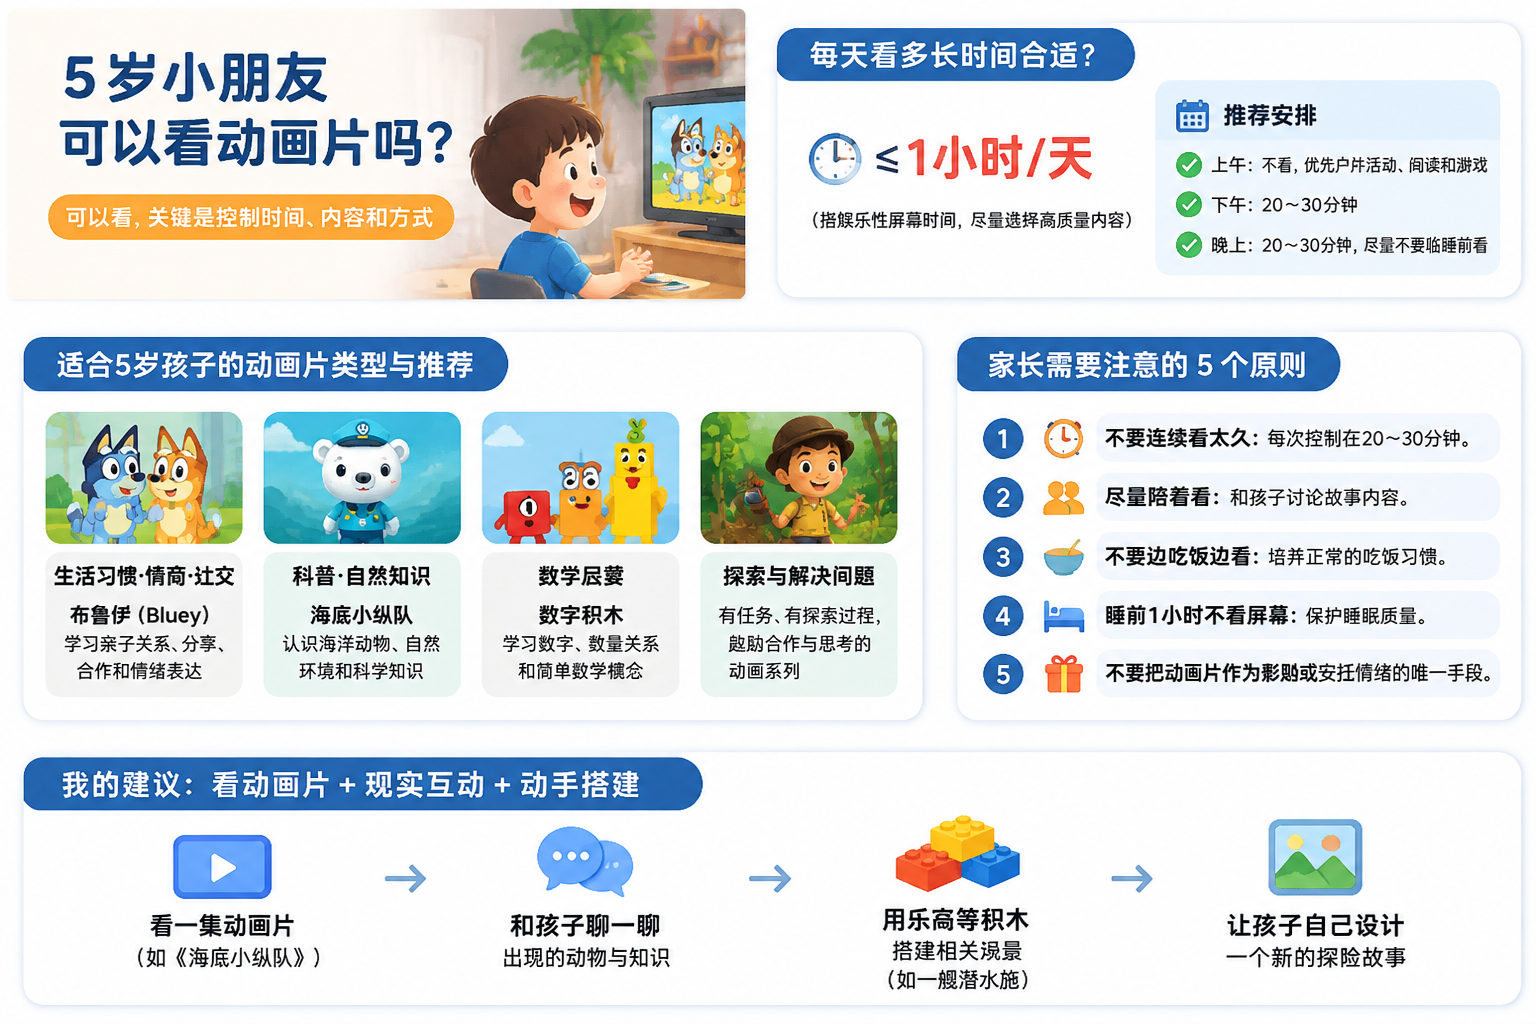 5岁小朋友
可以看动画片吗？
可以看，关键是控制时间、内容和方式
每天看多长时间合适？
≤1小时/天
（指娱乐性屏幕时间，尽量选择高质量内容）
推荐安排
上午：不看，优先户外活动、阅读和游戏
下午：20～30分钟
晚上：20～30分钟，尽量不要临睡前看
适合5岁孩子的动画片类型与推荐
生活习惯·情商·社交
布鲁伊（Bluey）
学习亲子关系、分享、
合作和情绪表达
科普·自然知识
海底小纵队
认识海洋动物、自然
环境和科学知识
数学
数字积木
学习数字、数量关系
和简单数学概念
探索与解决问题
有任务、有探索过程，
鼓励合作与思考的
动画系列
家长需要注意的 5 个原则
1 不要连续看太久：每次控制在20～30分钟。
2 尽量陪着看：和孩子讨论故事内容。
3 不要边吃饭边看：培养正常的吃饭习惯。
4 睡前1小时不看屏幕：保护睡眠质量。
5 不要把动画片作为或安抚情绪的唯一手段。
我的建议：看动画片 + 现实互动 + 动手搭建
看一集动画片
（如《海底小纵队》）
和孩子聊一聊
出现的动物与知识
用乐高等积木
搭建相关场景
（如一艘潜水）
让孩子自己设计
一个新的探险故事